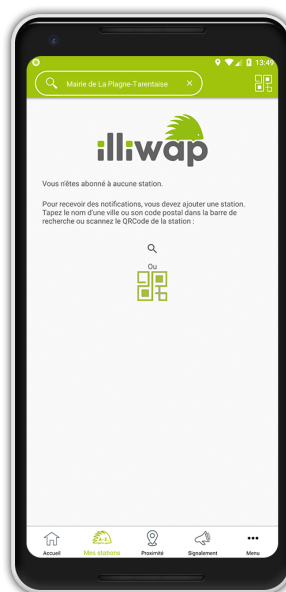 13:49
Mairie de La Plagne-Tarentaise
illiwap
Vous n'êtes abonné à aucune station.
Pour recevoir des notifications, vous devez ajouter une station.
Tapez le nom d'une ville ou son code postal dans la barre de
recherche ou scannez le QRCode de la station :
Ou
Accueil
Mes stations
Proximité
Signalement
Menu